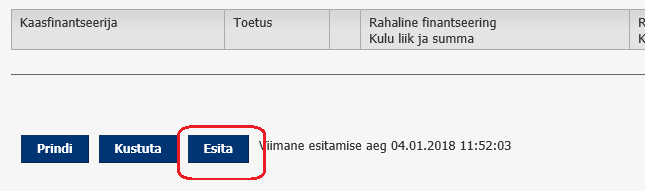 Kaasfinantseerija Toetus Rahaline finantseering
Kulu liik ja summa
Prindi Kustuta Esita Viimane esitamise aeg 04.01.2018 11:52:03